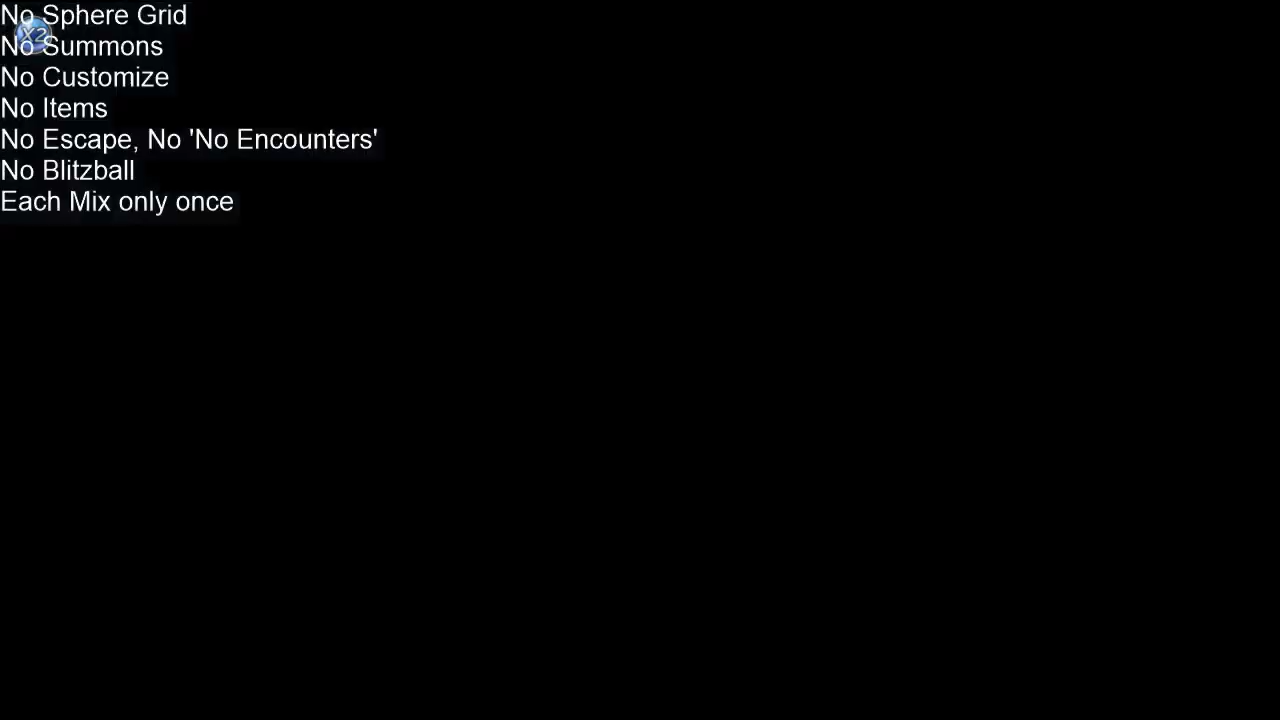 No Sphere Grid
X2
No Summons
No Customize
No Items
No Escape, No 'No Encounters'
No Blitzball
Each Mix only once